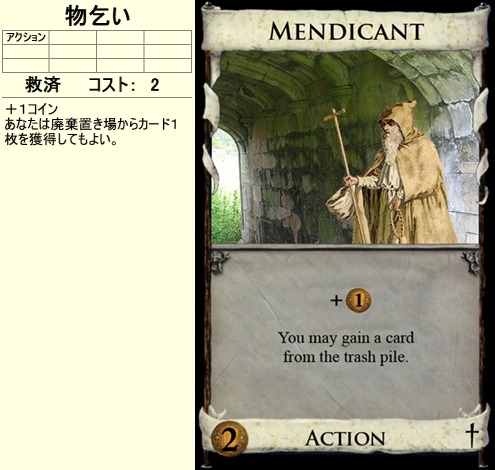 物乞い
アクション
救済 コスト： 2
＋1コイン
あなたは廃棄置き場からカード1
枚を獲得してもよい。
MENDICANT
+ 1
You may gain a card
from the trash pile.
2 ACTION †